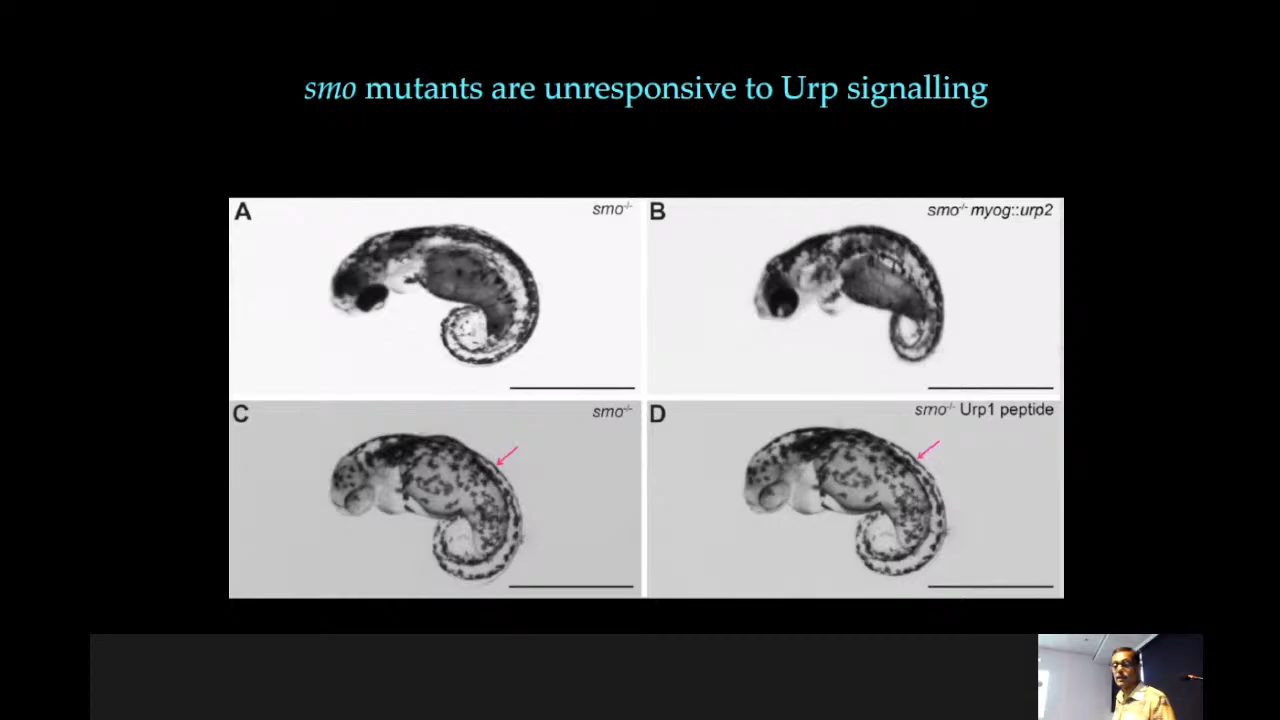 smo mutants are unresponsive to Urp signalling
A
smo-/-
B
smo-/- myog::urp2
C
smo-/-
D
smo-/- Urp1 peptide